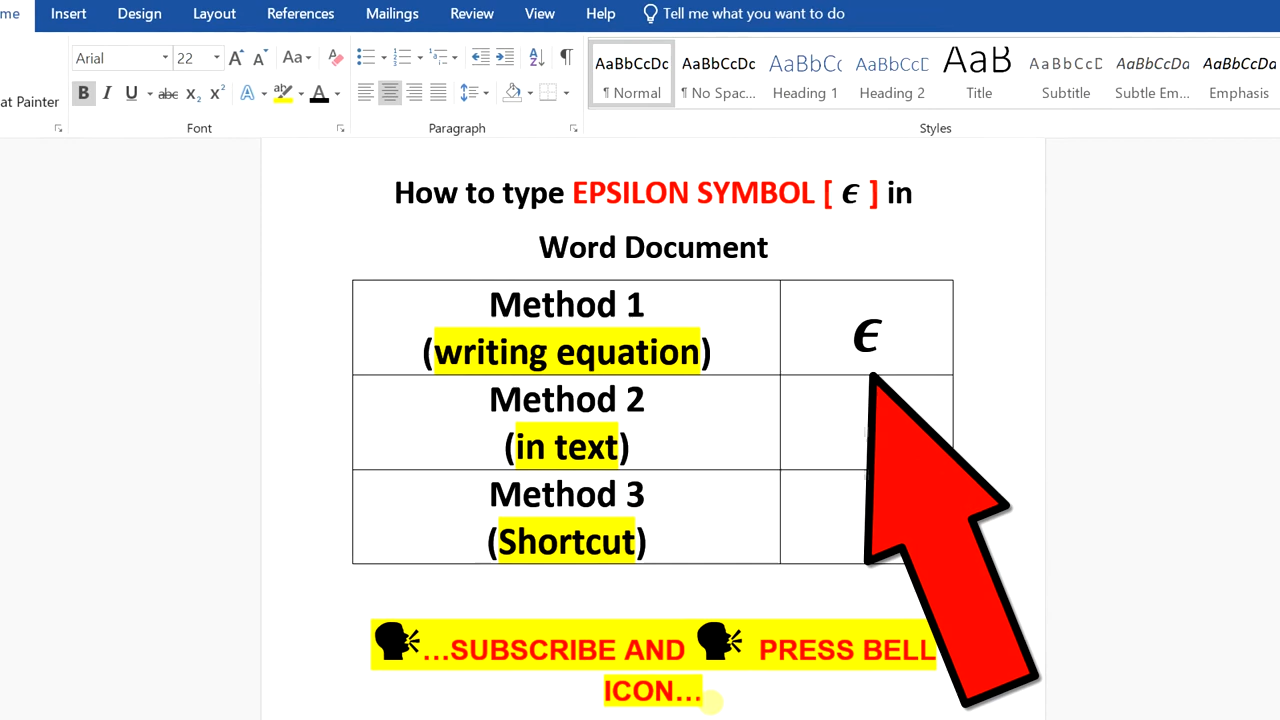 me Insert Design Layout References Mailings Review View Help Tell me what you want to do
Arial 22 Aa
at Painter B I U abc X₂ X² A A
AaBbCcDc AaBbCcDc AaBbCc AaBbCcD AaB AaBbCcD AaBbCcDa AaBbCcDa
¶ Normal ¶ No Spac... Heading 1 Heading 2 Title Subtitle Subtle Em... Emphasis
Font Paragraph Styles
How to type EPSILON SYMBOL [ ϵ ] in
Word Document
Method 1
(writing equation)
ϵ
Method 2
(in text)
Method 3
(Shortcut)
...SUBSCRIBE AND PRESS BELL
ICON...